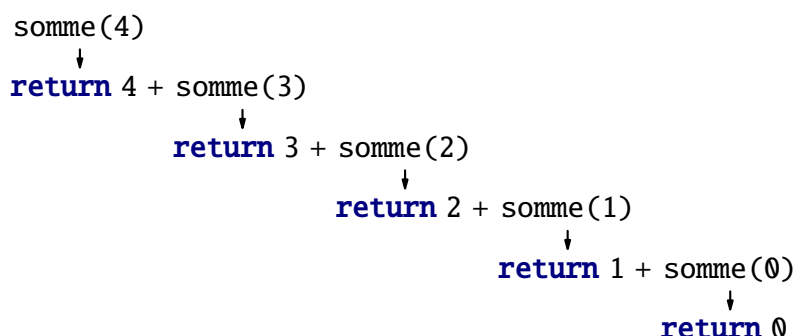 somme(4)
return 4 + somme(3)
return 3 + somme(2)
return 2 + somme(1)
return 1 + somme(0)
return 0